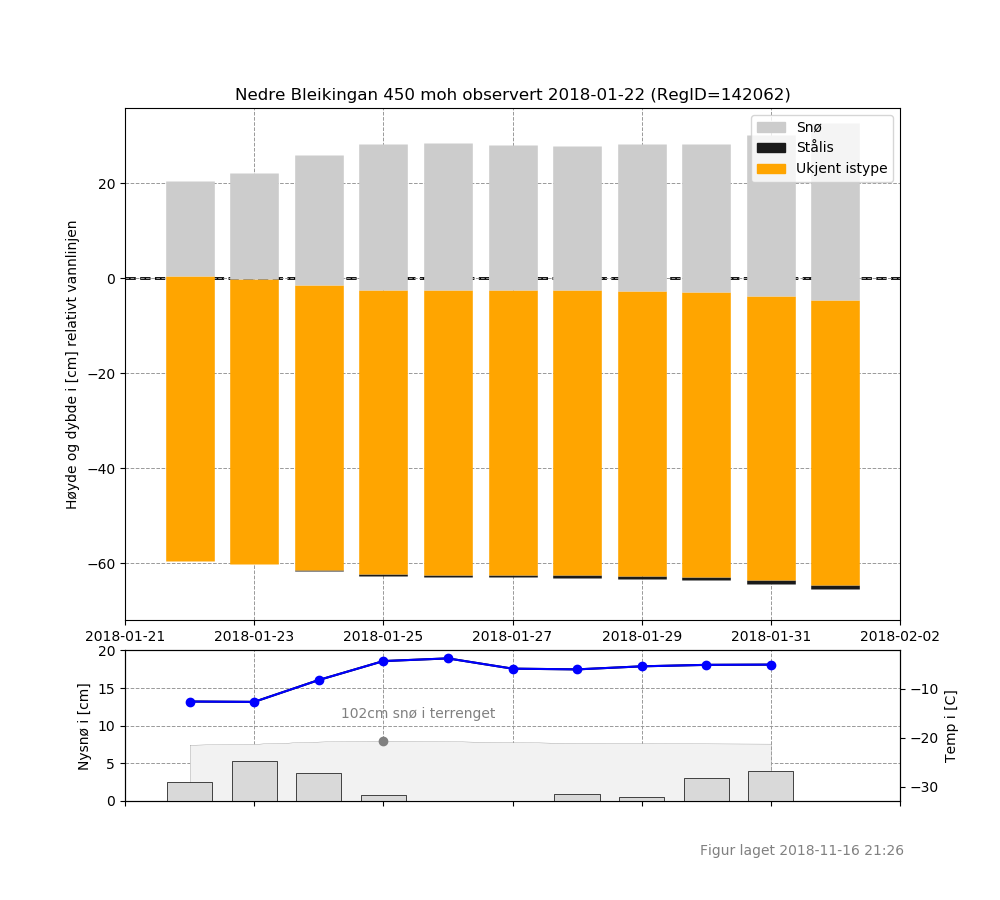 Nedre Bleikingan 450 moh observert 2018-01-22 (RegID=142062)
Snø
Stålis
Ukjent istype
Høyde og dybde i [cm] relativt vannlinjen
20
0
−20
−40
−60
2018-01-21 2018-01-23 2018-01-25 2018-01-27 2018-01-29 2018-01-31 2018-02-02
Nysnø i [cm]
20
15
10
5
0
102cm snø i terrenget
−10
−20
−30
Temp i [C]
Figur laget 2018-11-16 21:26